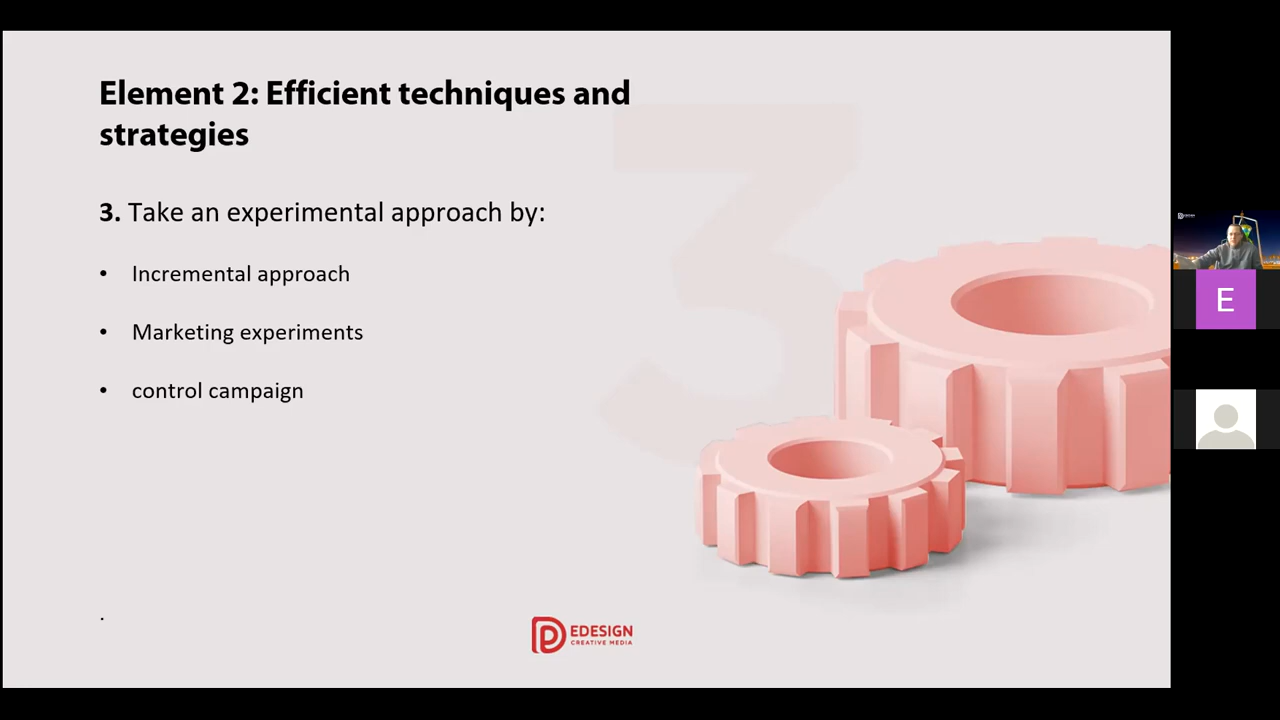 Element 2: Efficient techniques and
strategies
3. Take an experimental approach by:
• Incremental approach
• Marketing experiments
• control campaign
.
EDESIGN
CREATIVE MEDIA
E